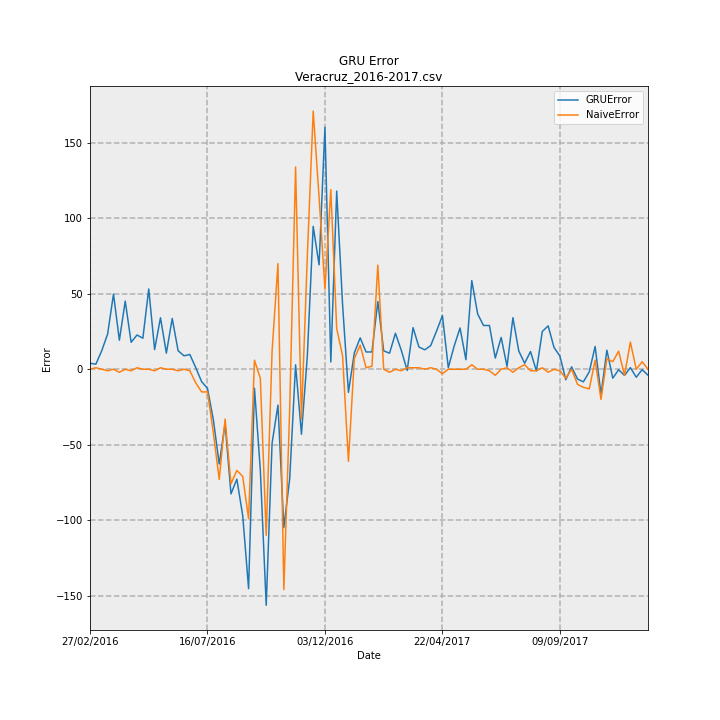 GRU Error
Veracruz_2016-2017.csv
GRUError
NaiveError
150
100
50
0
−50
−100
−150
Error
27/02/2016
16/07/2016
03/12/2016
22/04/2017
09/09/2017
Date